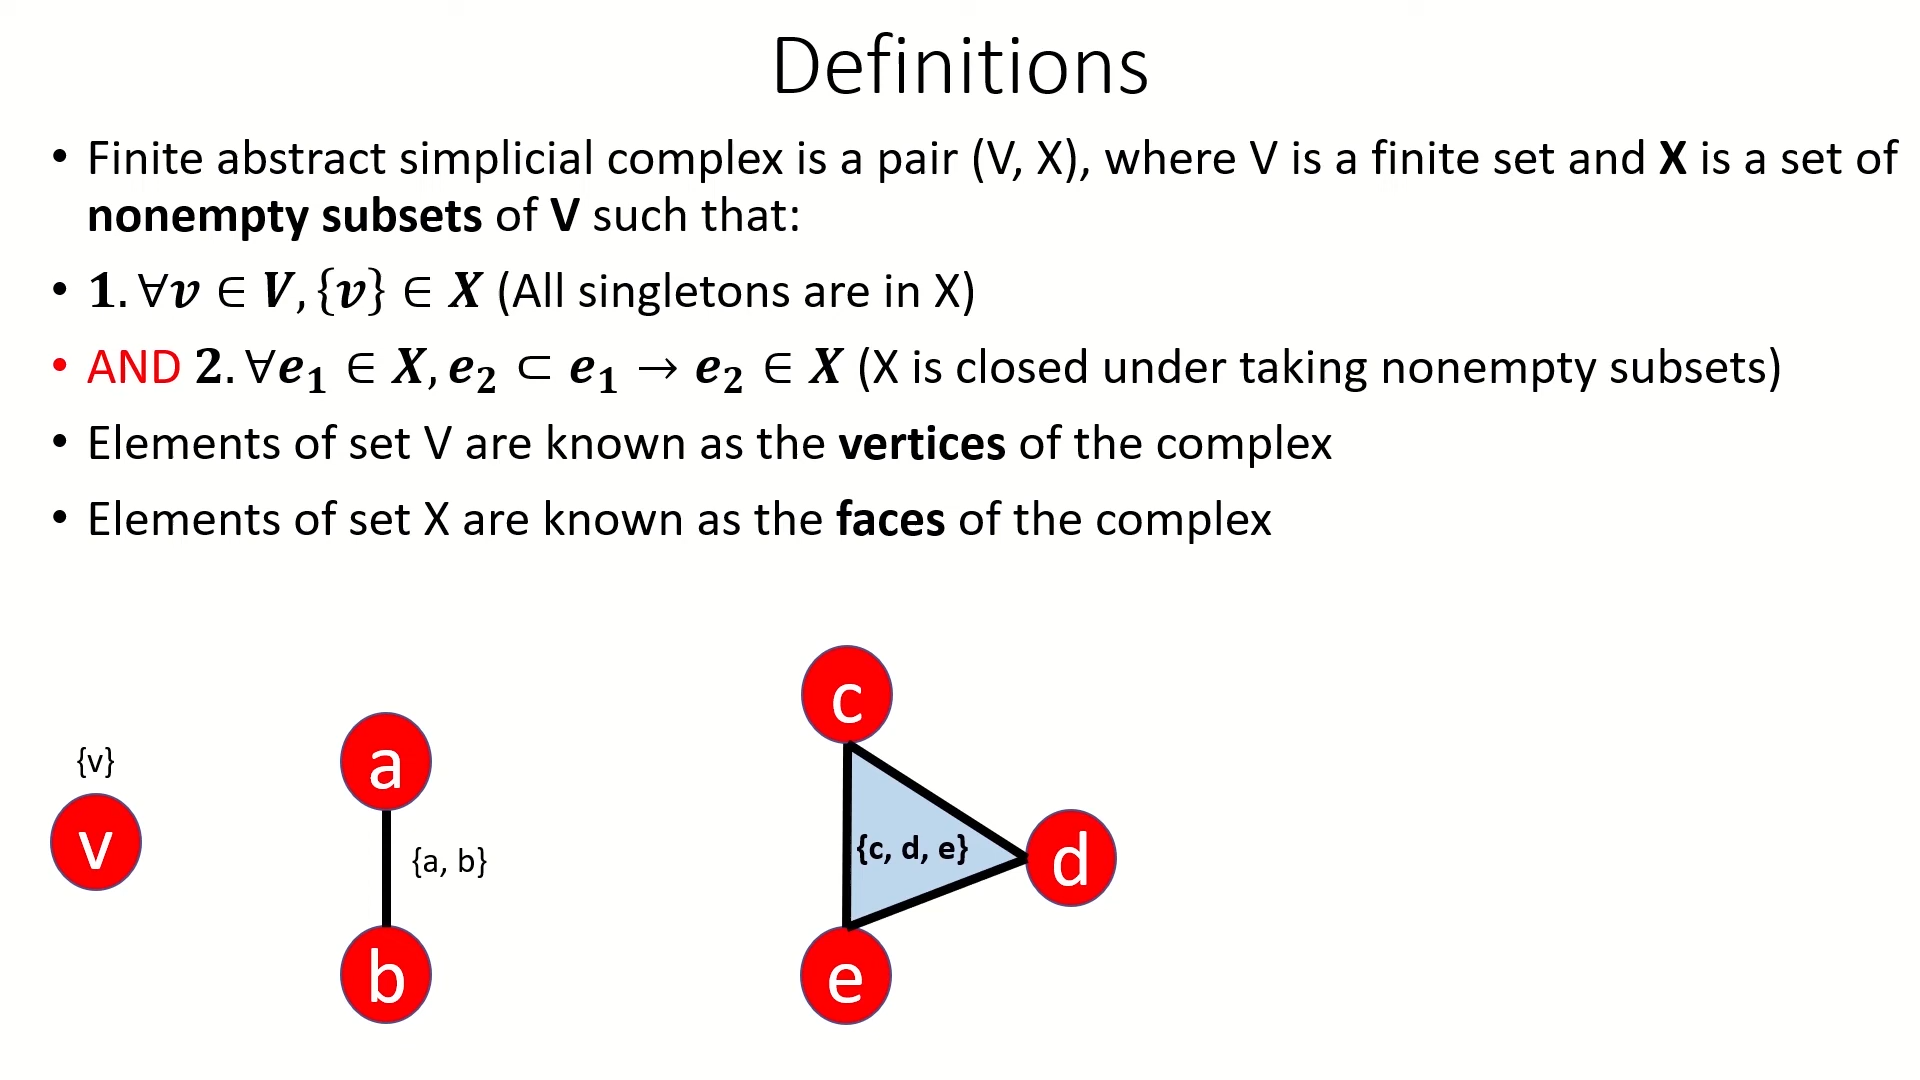 Definitions
• Finite abstract simplicial complex is a pair (V, X), where V is a finite set and X is a set of
nonempty subsets of V such that:
• 1. ∀v ∈ V, {v} ∈ X (All singletons are in X)
• AND 2. ∀e₁ ∈ X, e₂ ⊂ e₁ → e₂ ∈ X (X is closed under taking nonempty subsets)
• Elements of set V are known as the vertices of the complex
• Elements of set X are known as the faces of the complex
{v}
v
a
{a, b}
b
c
{c, d, e}
d
e